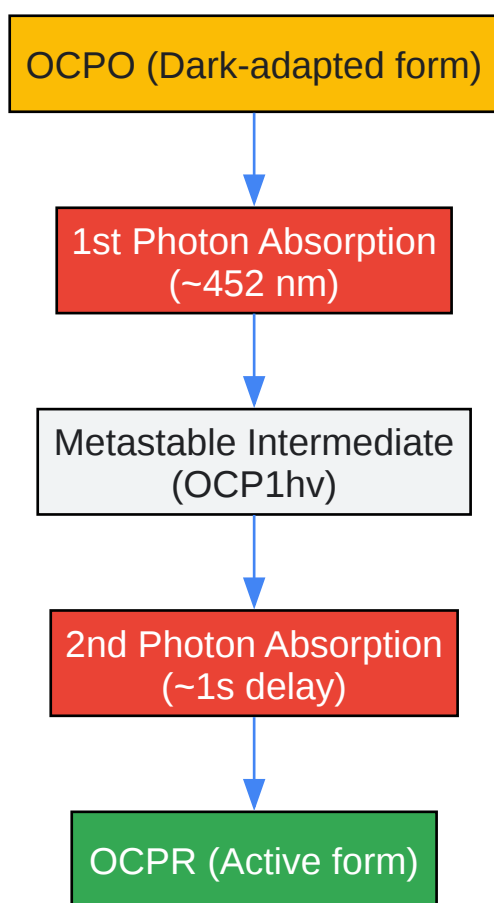 OCPO (Dark-adapted form)
1st Photon Absorption
(~452 nm)
Metastable Intermediate
(OCP1hv)
2nd Photon Absorption
(~1s delay)
OCPR (Active form)